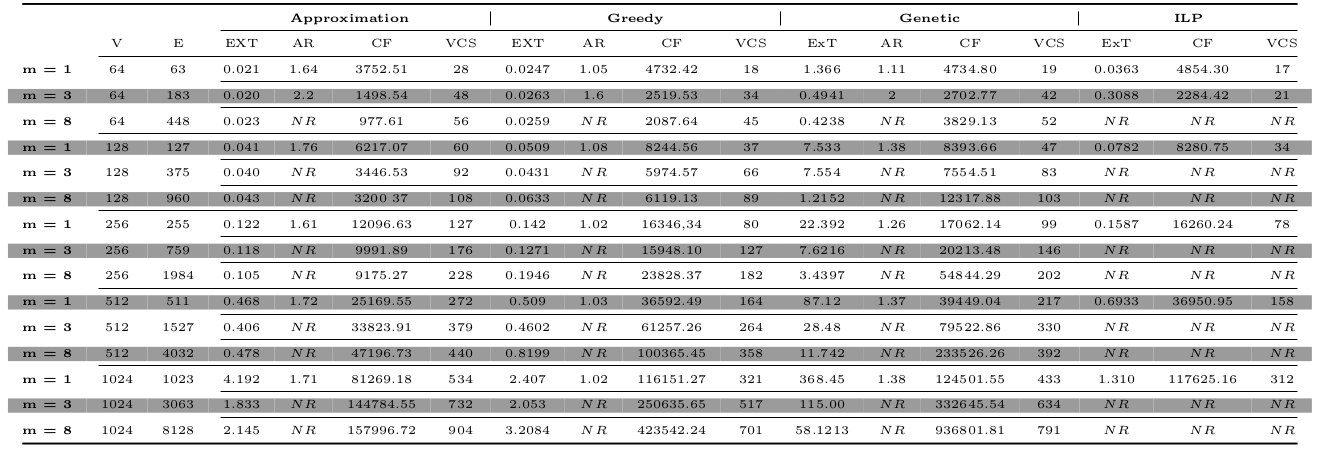 Approximation Greedy Genetic ILP
V E EXT AR CF VCS EXT AR CF VCS ExT AR CF VCS ExT CF VCS
m = 1 64 63 0.021 1.64 3752.51 28 0.0247 1.05 4732.42 18 1.366 1.11 4734.80 19 0.0363 4854.30 17
m = 3 64 183 0.020 2.2 1498.54 48 0.0263 1.6 2519.53 34 0.4941 2 2702.77 42 0.3088 2284.42 21
m = 8 64 448 0.023 NR 977.61 56 0.0259 NR 2087.64 45 0.4238 NR 3829.13 52 NR NR NR
m = 1 128 127 0.041 1.76 6217.07 60 0.0509 1.08 8244.56 37 7.533 1.38 8393.66 47 0.0782 8280.75 34
m = 3 128 375 0.040 NR 3446.53 92 0.0431 NR 5974.57 66 7.554 NR 7554.51 83 NR NR NR
m = 8 128 960 0.043 NR 3200 37 108 0.0633 NR 6119.13 89 1.2152 NR 12317.88 103 NR NR NR
m = 1 256 255 0.122 1.61 12096.63 127 0.142 1.02 16346,34 80 22.392 1.26 17062.14 99 0.1587 16260.24 78
m = 3 256 759 0.118 NR 9991.89 176 0.1271 NR 15948.10 127 7.6216 NR 20213.48 146 NR NR NR
m = 8 256 1984 0.105 NR 9175.27 228 0.1946 NR 23828.37 182 3.4397 NR 54844.29 202 NR NR NR
m = 1 512 511 0.468 1.72 25169.55 272 0.509 1.03 36592.49 164 87.12 1.37 39449.04 217 0.6933 36950.95 158
m = 3 512 1527 0.406 NR 33823.91 379 0.4602 NR 61257.26 264 28.48 NR 79522.86 330 NR NR NR
m = 8 512 4032 0.478 NR 47196.73 440 0.8199 NR 100365.45 358 11.742 NR 233526.26 392 NR NR NR
m = 1 1024 1023 4.192 1.71 81269.18 534 2.407 1.02 116151.27 321 368.45 1.38 124501.55 433 1.310 117625.16 312
m = 3 1024 3063 1.833 NR 144784.55 732 2.053 NR 250635.65 517 115.00 NR 332645.54 634 NR NR NR
m = 8 1024 8128 2.145 NR 157996.72 904 3.2084 NR 423542.24 701 58.1213 NR 936801.81 791 NR NR NR